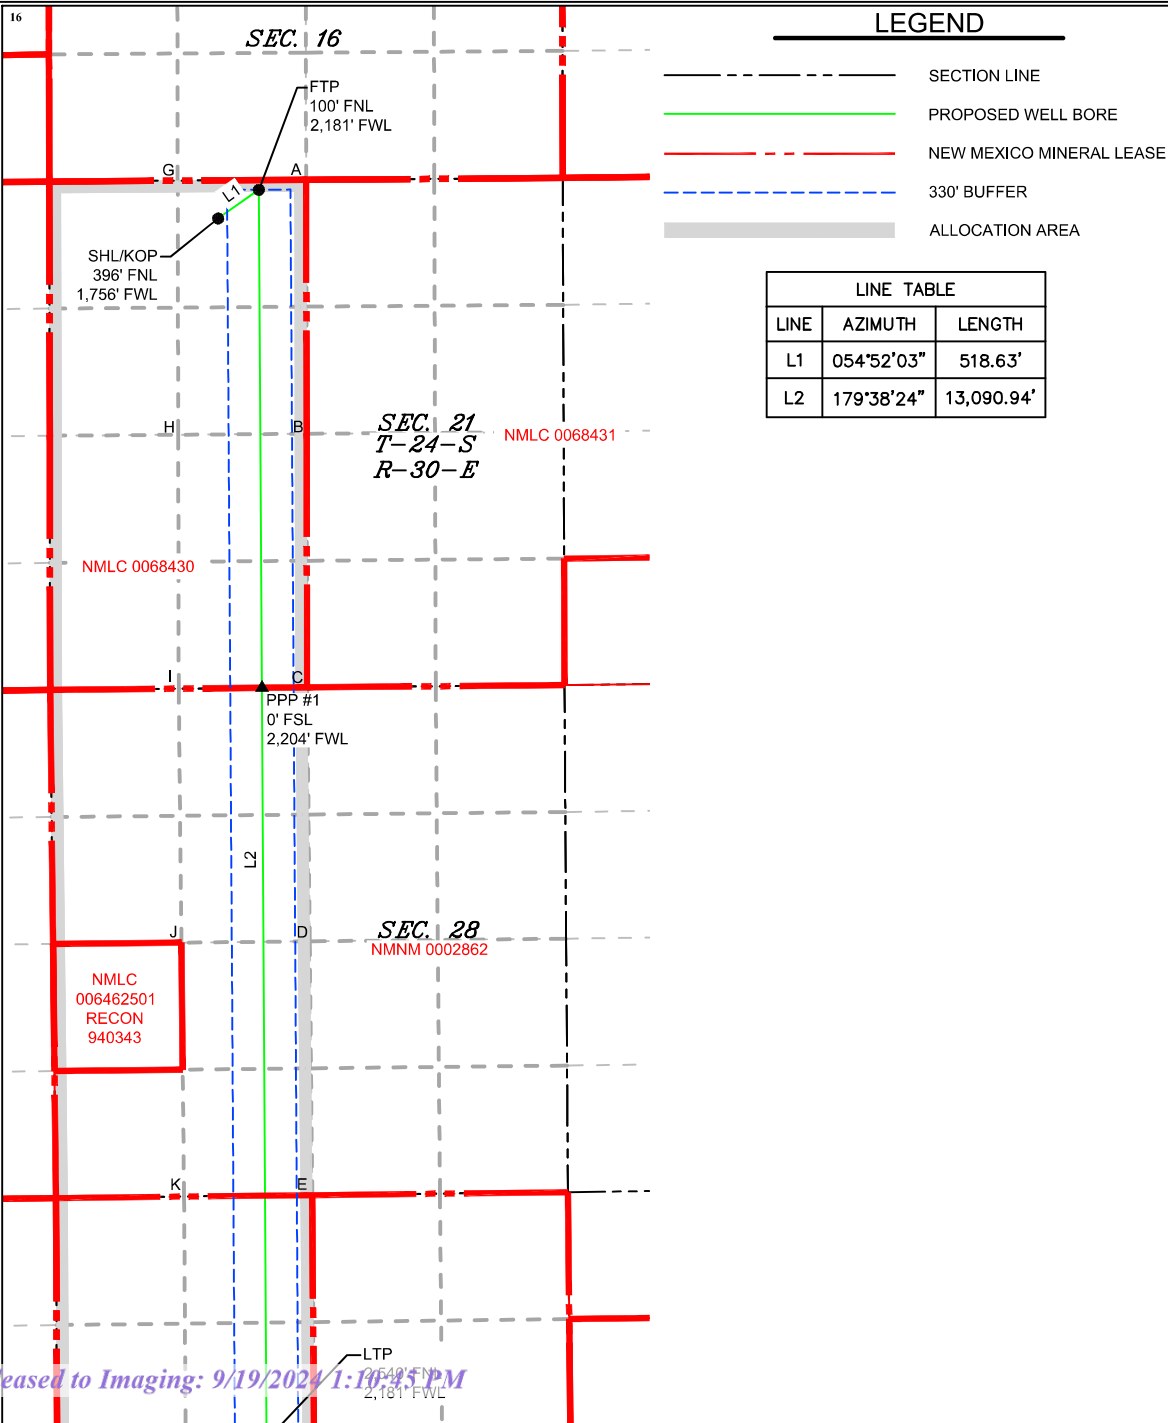 16
SEC. 16
FTP
100' FNL
2,181' FWL
G
A
L1
SHL/KOP
396' FNL
1,756' FWL
H
B
SEC. 21
T-24-S
R-30-E
NMLC 0068431
NMLC 0068430
I
C
PPP #1
0' FSL
2,204' FWL
L2
J
D
SEC. 28
NMNM 0002862
NMLC
006462501
RECON
940343
K
E
LTP
2,540' FNL
2,181' FWL
eased to Imaging: 9/19/2024 1:10:45 PM
LEGEND
SECTION LINE
PROPOSED WELL BORE
NEW MEXICO MINERAL LEASE
330' BUFFER
ALLOCATION AREA
LINE TABLE
LINE AZIMUTH LENGTH
L1 054°52'03" 518.63'
L2 179°38'24" 13,090.94'